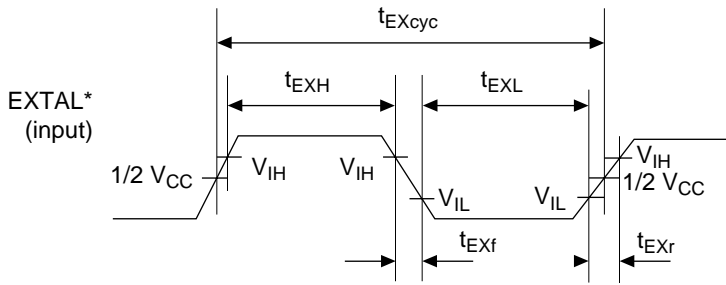 tEXcyc
tEXH
tEXL
EXTAL*
(input)
1/2 VCC
VIH
VIH
VIH
1/2 VCC
VIL
VIL
tEXf
tEXr